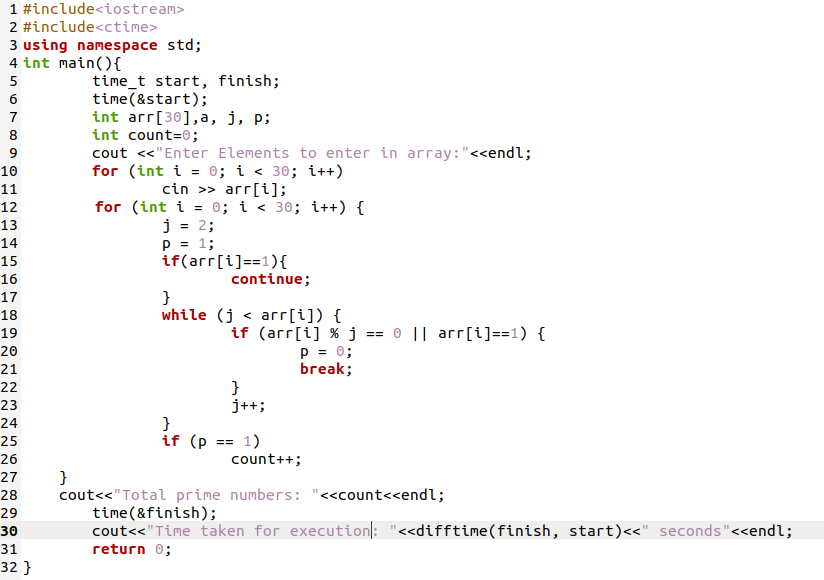 1 #include<iostream>
2 #include<ctime>
3 using namespace std;
4 int main(){
5         time_t start, finish;
6         time(&start);
7         int arr[30],a, j, p;
8         int count=0;
9         cout <<"Enter Elements to enter in array:"<<endl;
10         for (int i = 0; i < 30; i++)
11                 cin >> arr[i];
12         for (int i = 0; i < 30; i++) {
13                 j = 2;
14                 p = 1;
15                 if(arr[i]==1){
16                         continue;
17                 }
18                 while (j < arr[i]) {
19                         if (arr[i] % j == 0 || arr[i]==1) {
20                                 p = 0;
21                                 break;
22                         }
23                         j++;
24                 }
25                 if (p == 1)
26                         count++;
27     }
28     cout<<"Total prime numbers: "<<count<<endl;
29         time(&finish);
30         cout<<"Time taken for execution: "<<difftime(finish, start)<<" seconds"<<endl;
31         return 0;
32 }